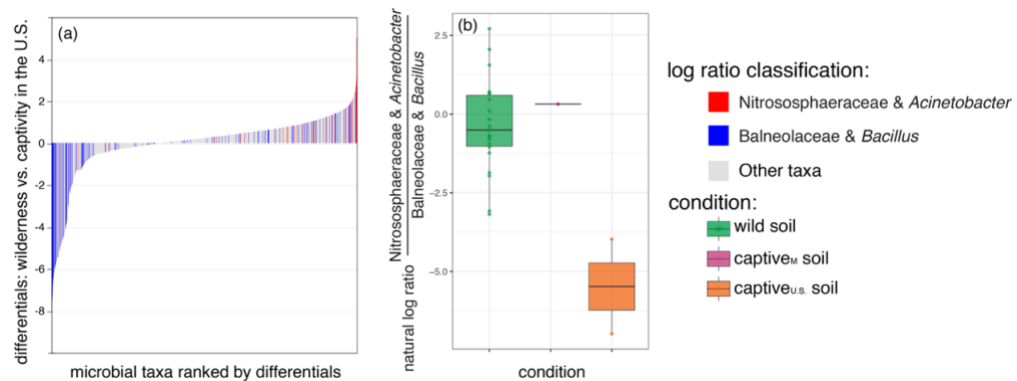 differentials: wilderness vs. captivity in the U.S.
(a)
4
2
0
-2
-4
-6
-8
microbial taxa ranked by differentials
natural log ratio
Nitrososphaeraceae & Acinetobacter
Balneolaceae & Bacillus
(b)
2.5
0.0
-2.5
-5.0
condition
log ratio classification:
Nitrososphaeraceae & Acinetobacter
Balneolaceae & Bacillus
Other taxa
condition:
wild soil
captiveM soil
captiveU.S. soil